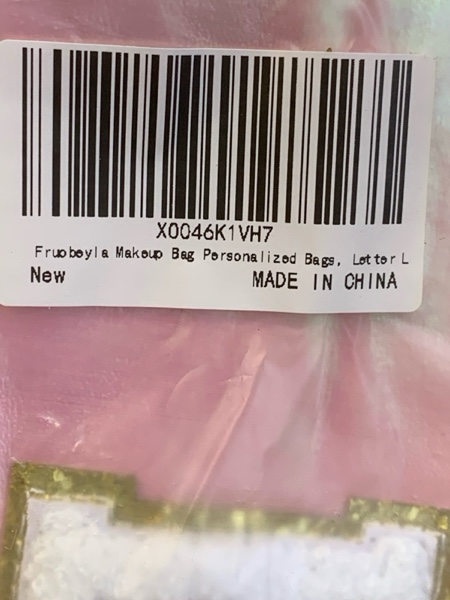 X0046K1VH7
Fruobeyla Makeup Bag Personalized Bags, Letter L
New MADE IN CHINA